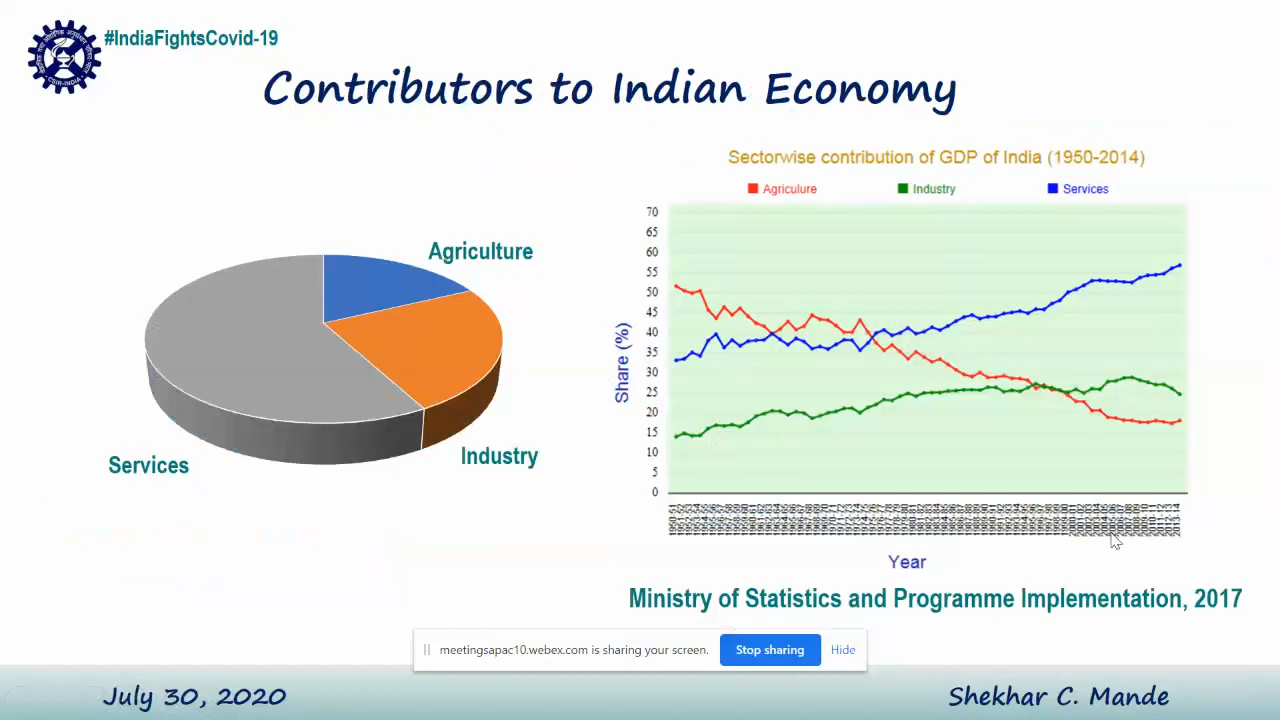 #IndiaFightsCovid-19
CSIR-INDIA
Contributors to Indian Economy
Agriculture
Services
Industry
Sectorwise contribution of GDP of India (1950-2014)
Agriculure
Industry
Services
70
65
60
55
50
45
40
35
30
25
20
15
10
5
0
Share (%)
Year
Ministry of Statistics and Programme Implementation, 2017
meetingsapac10.webex.com is sharing your screen.
Stop sharing
Hide
July 30, 2020
Shekhar C. Mande